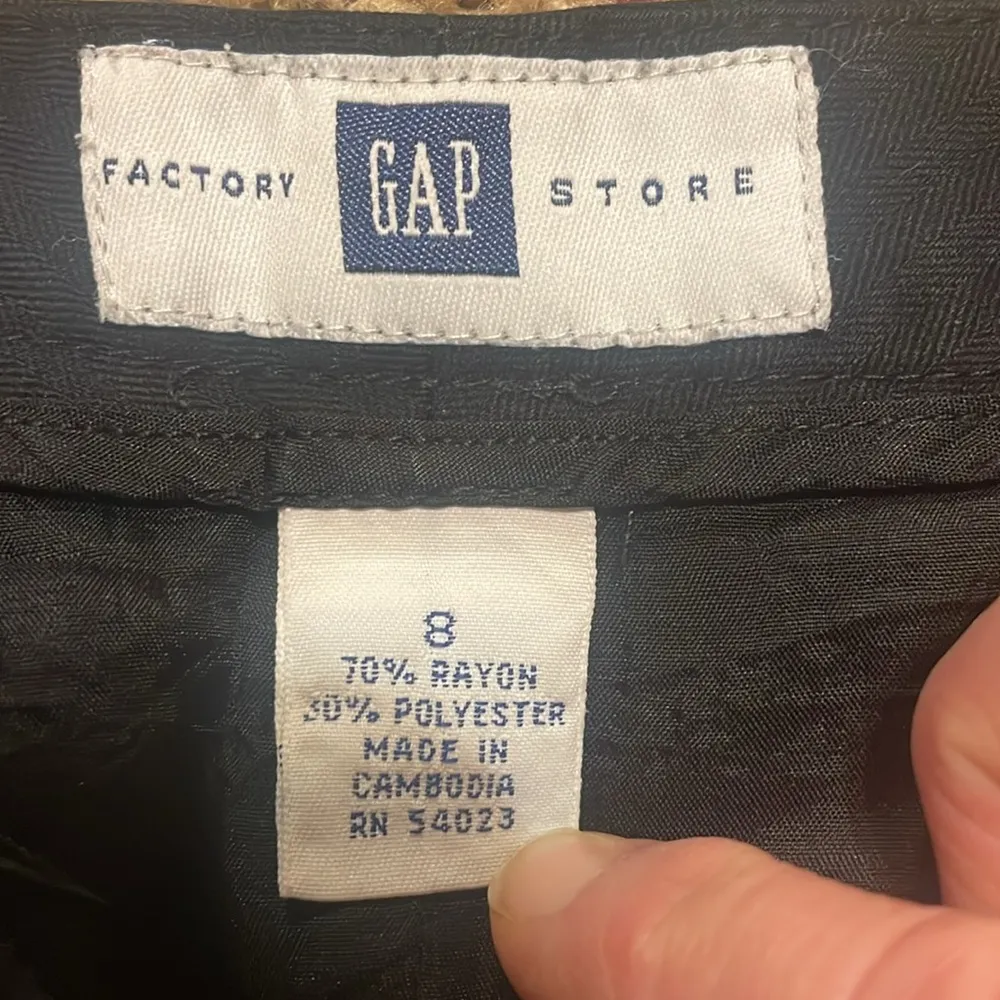 FACTORY GAP STORE
8
70% RAYON
30% POLYESTER
MADE IN
CAMBODIA
RN 54023